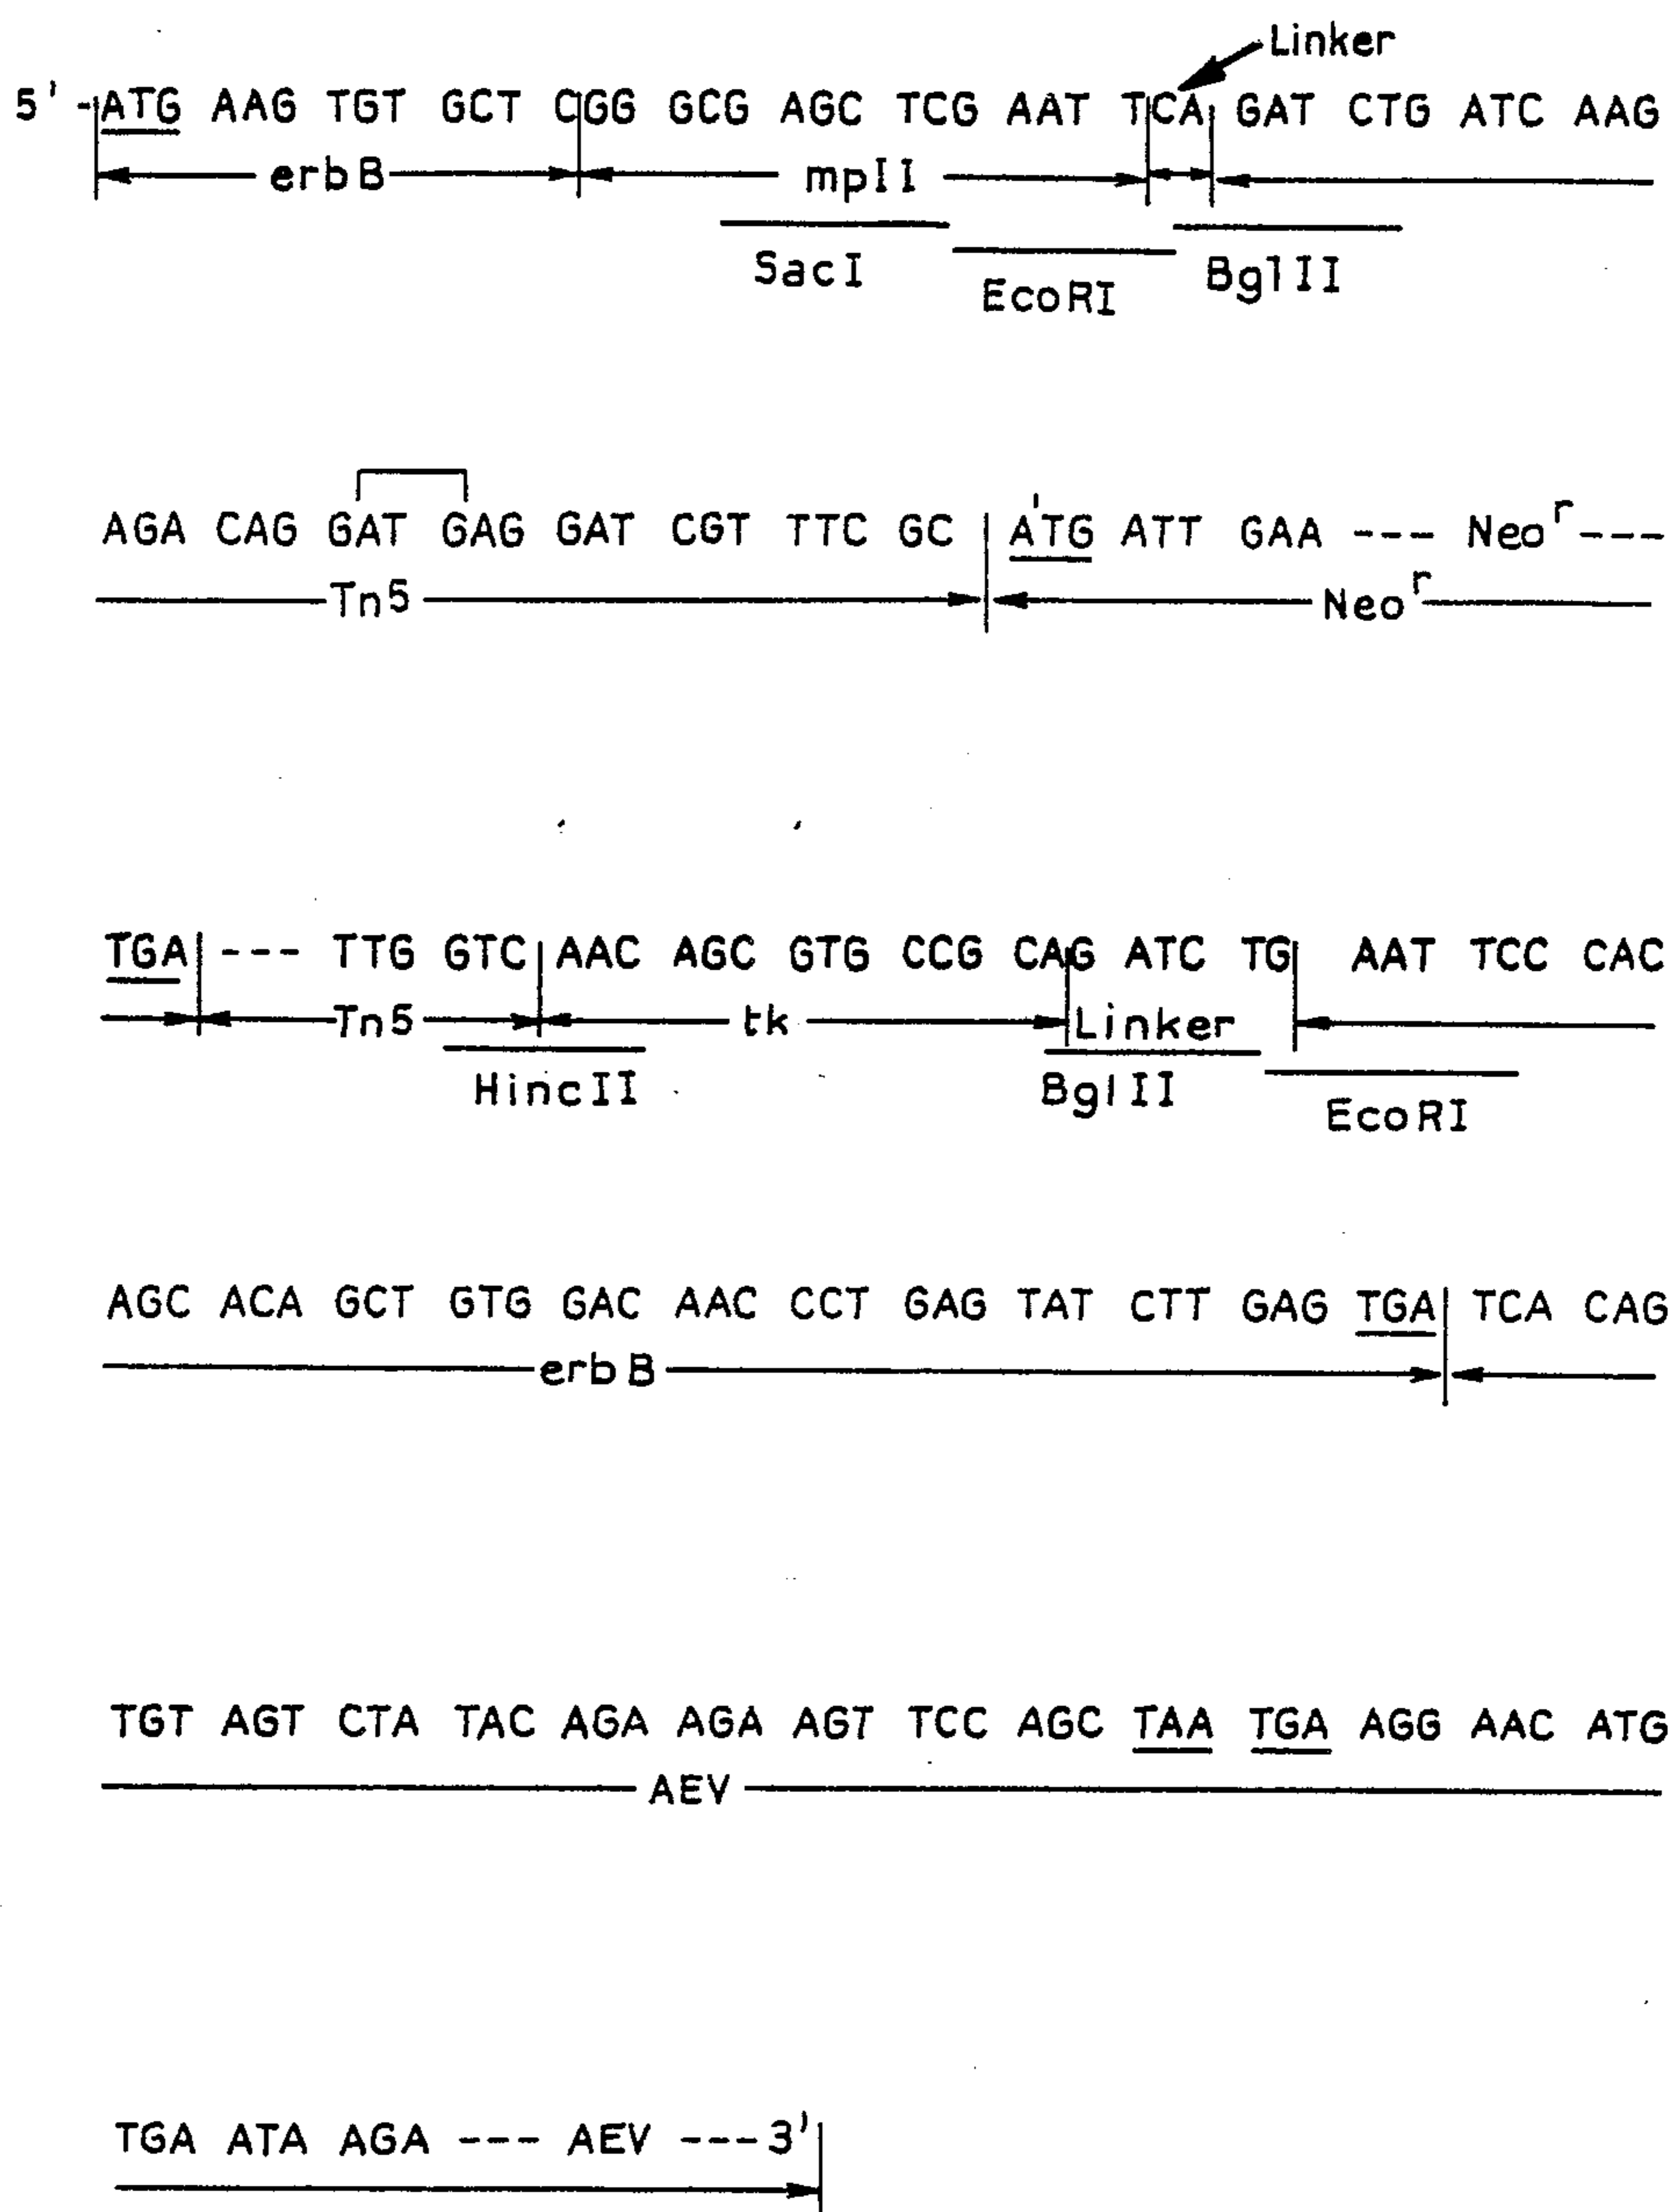 Linker
5' - ATG AAG TGT GCT CGG GCG AGC TCG AAT TCA GAT CTG ATC AAG
erbB mpII
SacI EcoRI BglII
AGA CAG GAT GAG GAT CGT TTC GC ATG ATT GAA --- Neo r ---
Tn5 Neo r
TGA --- TTG GTC AAC AGC GTG CCG CAG ATC TG AAT TCC CAC
Tn5 tk Linker
HincII BglII EcoRI
AGC ACA GCT GTG GAC AAC CCT GAG TAT CTT GAG TGA TCA CAG
erbB
TGT AGT CTA TAC AGA AGA AGT TCC AGC TAA TGA AGG AAC ATG
AEV
TGA ATA AGA --- AEV --- 3'